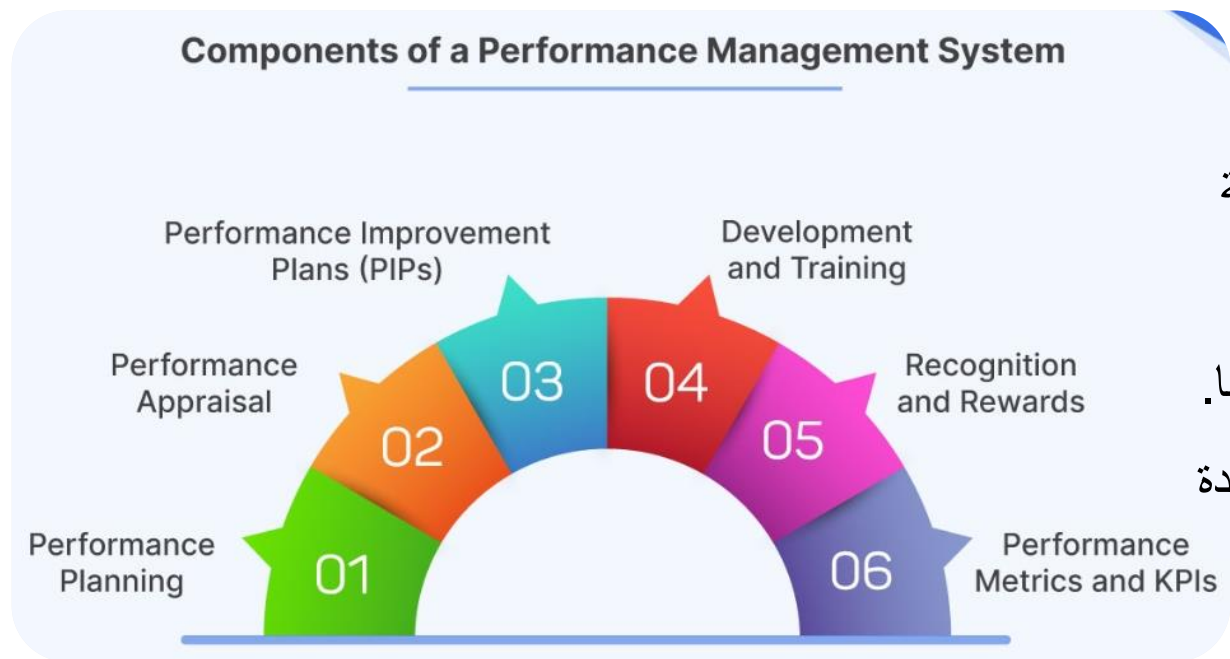 Components of a Performance Management System
Performance Improvement
Plans (PIPs)
Development
and Training
Performance
Appraisal
Recognition
and Rewards
Performance
Planning
Performance
Metrics and KPIs
01
02
03
04
05
06